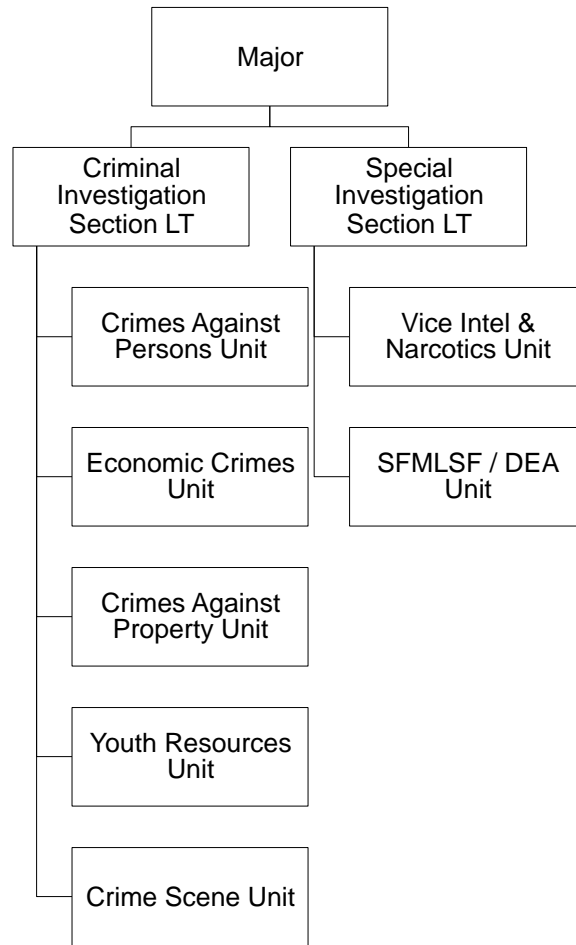 Major
Criminal
Investigation
Section LT
Special
Investigation
Section LT
Crimes Against
Persons Unit
Vice Intel &
Narcotics Unit
Economic Crimes
Unit
SFMLSF / DEA
Unit
Crimes Against
Property Unit
Youth Resources
Unit
Crime Scene Unit